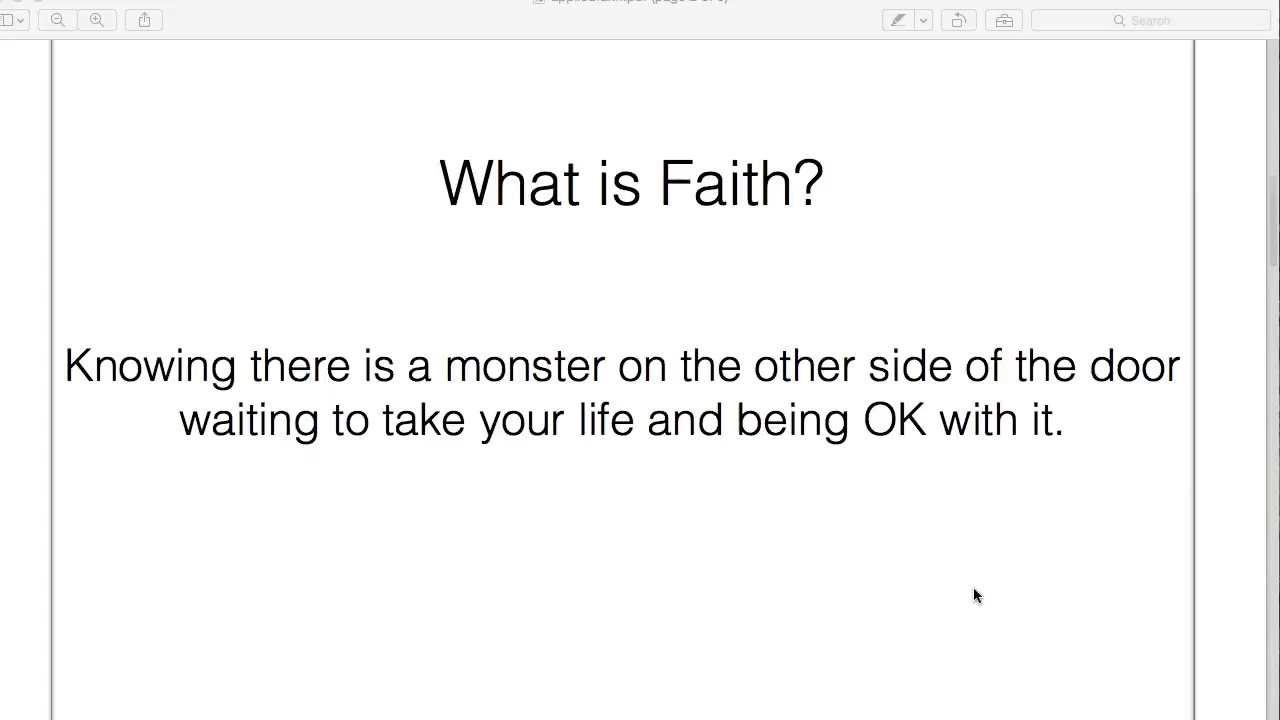 Search
What is Faith?
Knowing there is a monster on the other side of the door
waiting to take your life and being OK with it.